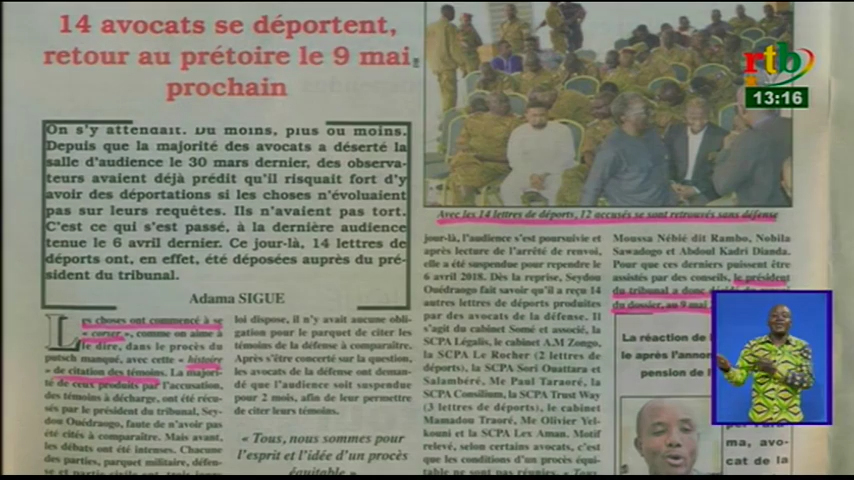 14 avocats se déportent,
retour au prétoire le 9 mai
prochain
On s'y attendait. Du moins, plus ou moins.
Depuis que la majorité des avocats a déserté la
salle d'audience le 30 mars dernier, des observa-
teurs avaient déjà prédit qu'il risquait fort d'y
avoir des déportations si les choses n'évoluaient
pas sur leurs requêtes. Ils n'avaient pas tort.
C'est ce qui s'est passé, à la dernière audience
tenue le 6 avril dernier. Ce jour-là, 14 lettres de
déports ont, en effet, été déposées auprès du pré-
sident du tribunal.
Adama SIGUE
Les choses ont commencé à se
« corser », comme on aime à
le dire, dans le procès du
putsch manqué, avec cette « histoire
» de citation des témoins. La majori-
té de ceux produits par l'accusation,
des témoins à décharge, ont été récu-
sés par le président du tribunal, Sey-
dou Ouédraogo, faute de n'avoir pas
été cités à comparaître. Mais avant,
les débats ont été intenses. Chacune
des parties, parquet militaire, défen-
se et partie civile
loi dispose, il n'y avait aucune obli-
gation pour le parquet de citer les
témoins de la défense à comparaître.
Après s'être concerté sur la question,
les avocats de la défense ont deman-
dé que l'audience soit suspendue
pour 2 mois, afin de leur permettre
de citer leurs témoins.
« Tous, nous sommes pour
l'esprit et l'idée d'un procès
équitable »
Avec les 14 lettres de déports, 12 accusés se sont retrouvés sans défense
jour-là, l'audience s'est poursuivie et
après lecture de l'arrêté de renvoi,
elle a été suspendue pour reprendre le
6 avril 2018. Dès la reprise, Seydou
Ouédraogo fait savoir qu'il a reçu 14
autres lettres de déports produites
par des avocats de la défense. Il
s'agit du cabinet Somé et associé, la
SCPA Légalis, le cabinet A.M Zongo,
la SCPA Le Rocher (2 lettres de
déports), la SCPA Sori Ouattara et
Salambéré, Me Paul Taraoré, la
SCPA Consilium, la SCPA Trust Way
(3 lettres de déports), le cabinet
Mamadou Traoré, Me Olivier Yel-
kouni et la SCPA Lex Aman. Motif
relevé, selon certains avocats, c'est
que les conditions d'un procès équi-
table ne sont pas réunies. « Tous
Moussa Nébié dit Rambo, Nobila
Sawadogo et Abdoul Kadri Dianda.
Pour que ces derniers puissent être
assistés par des conseils, le président
du tribunal a donc
du dossier, au 9 mai
La réaction de
le après l'annon
pension de l'
ma, avo-
cat de la
rtb
13:16